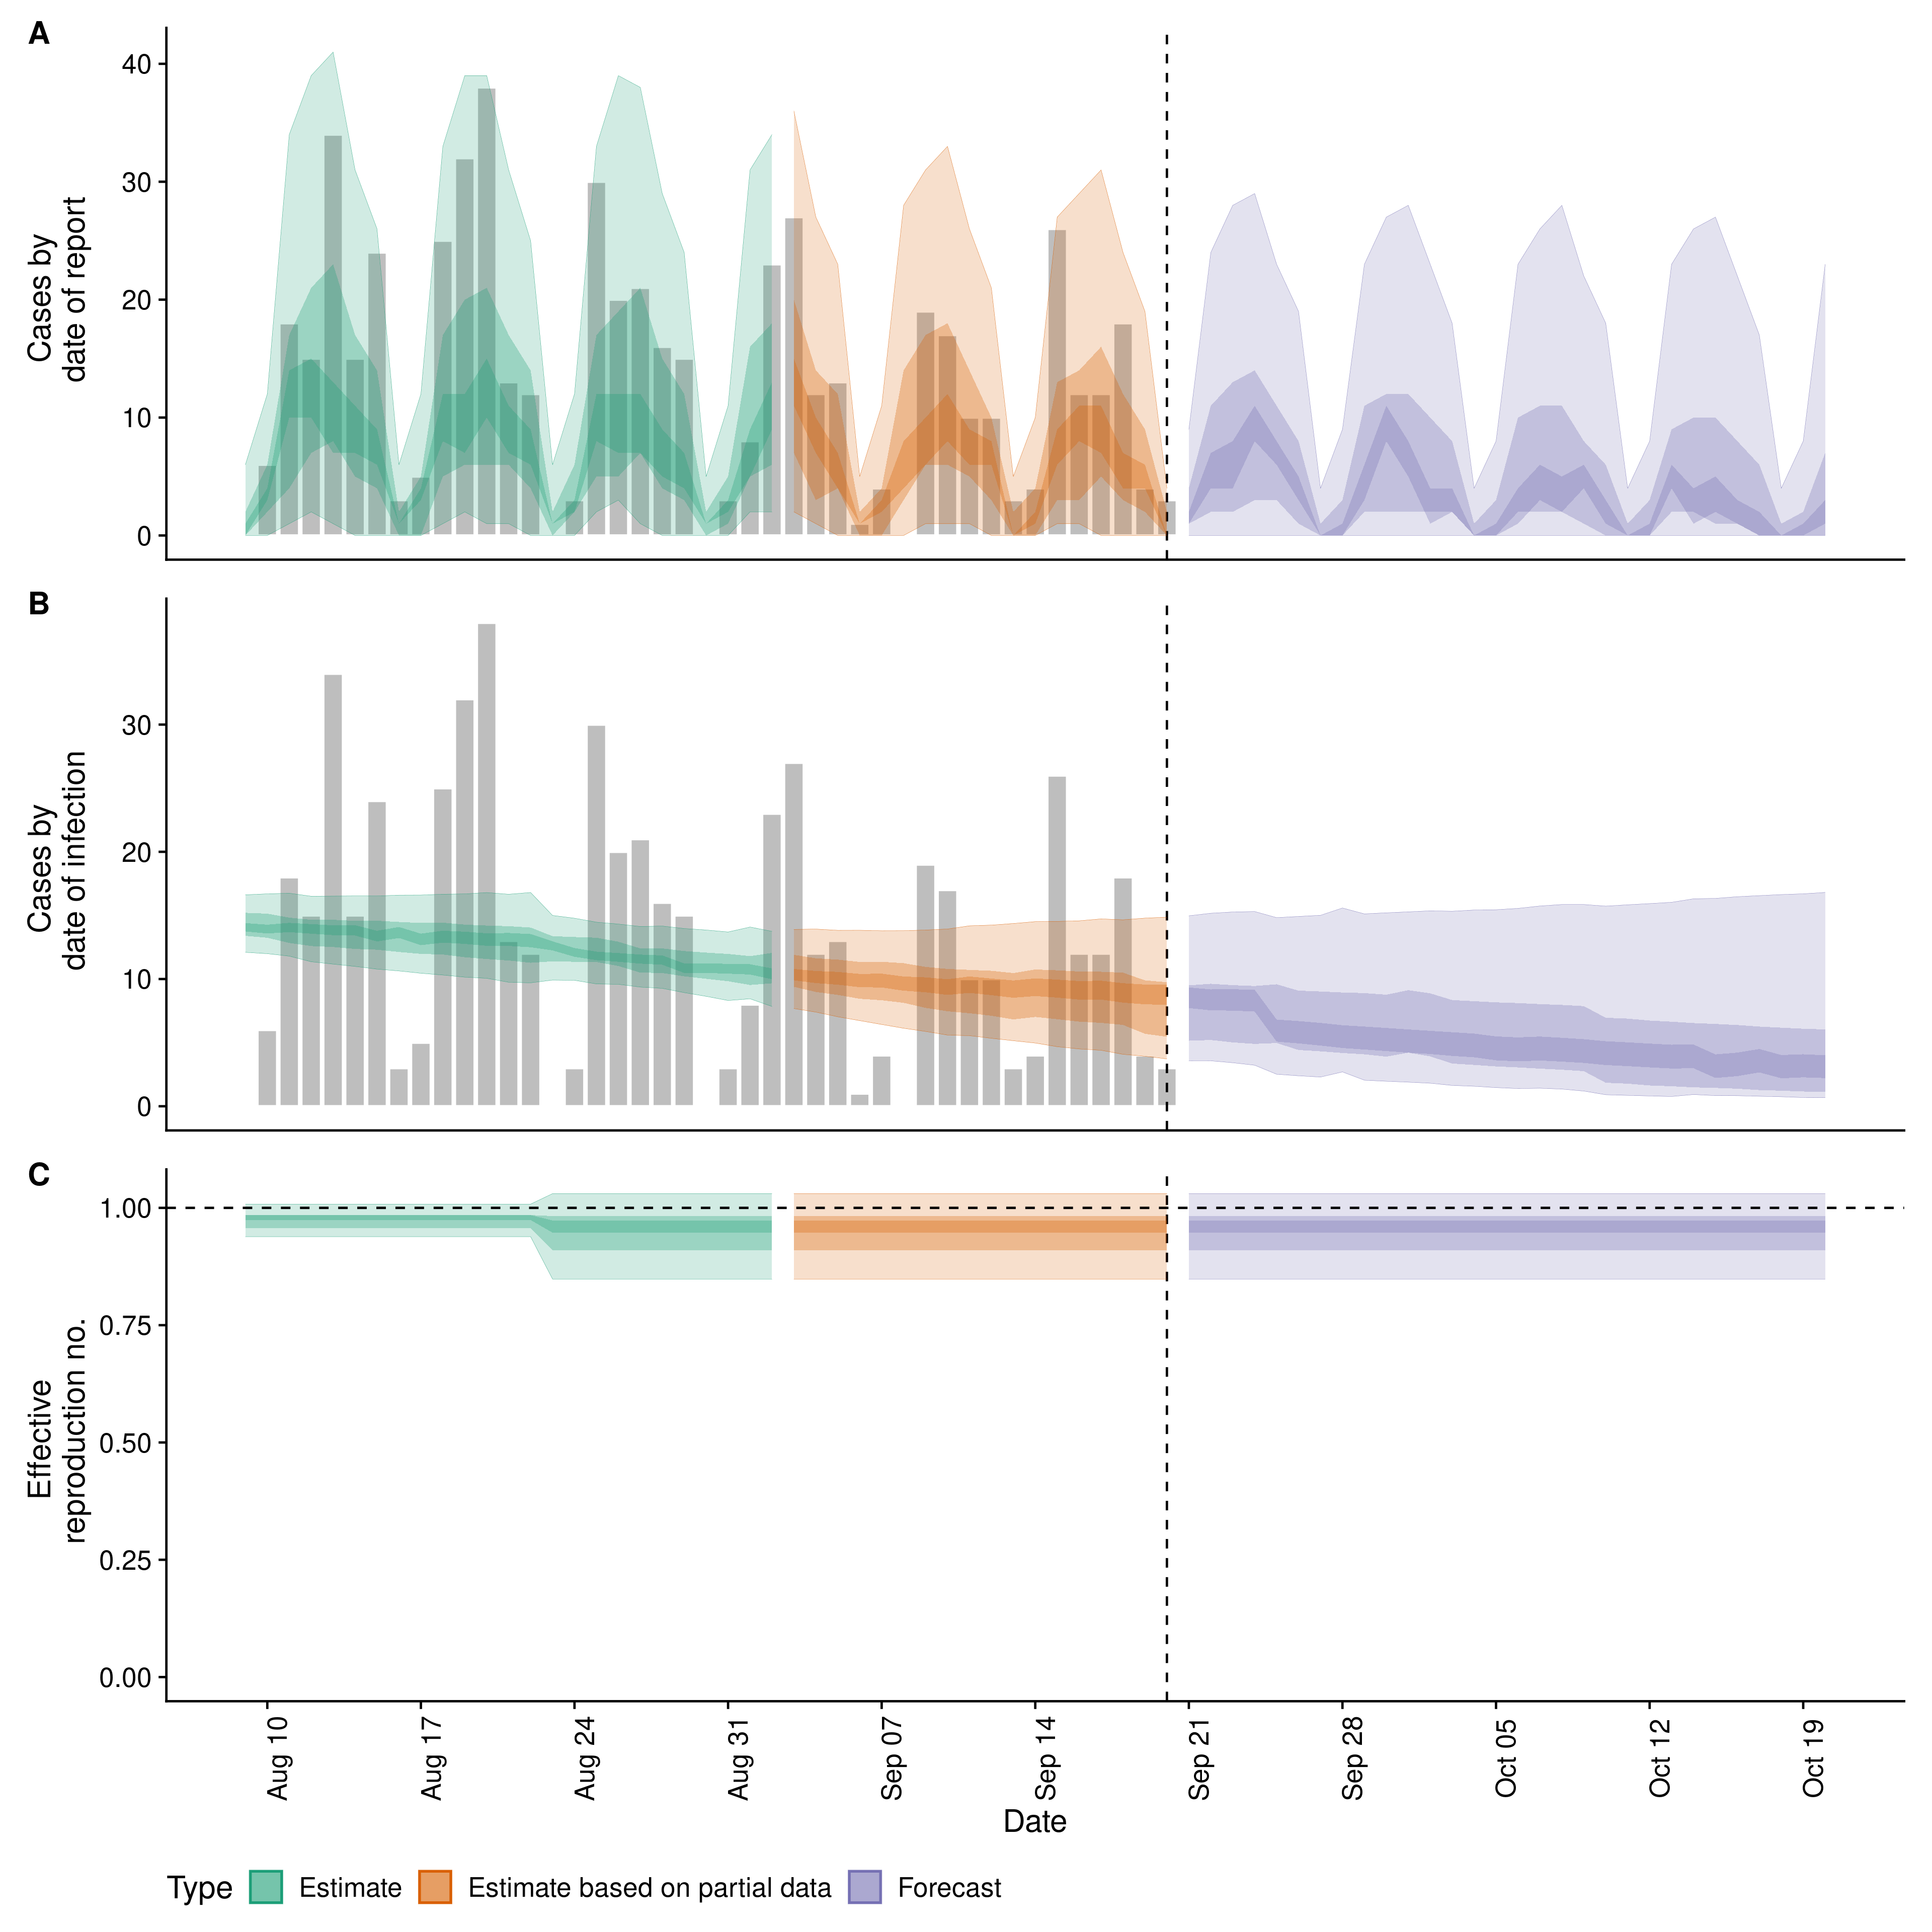 A
Cases by
date of report
40
30
20
10
0
B
Cases by
date of infection
30
20
10
0
C
Effective
reproduction no.
1.00
0.75
0.50
0.25
0.00
Aug 10
Aug 17
Aug 24
Aug 31
Sep 07
Sep 14
Sep 21
Sep 28
Oct 05
Oct 12
Oct 19
Date
Type Estimate Estimate based on partial data Forecast